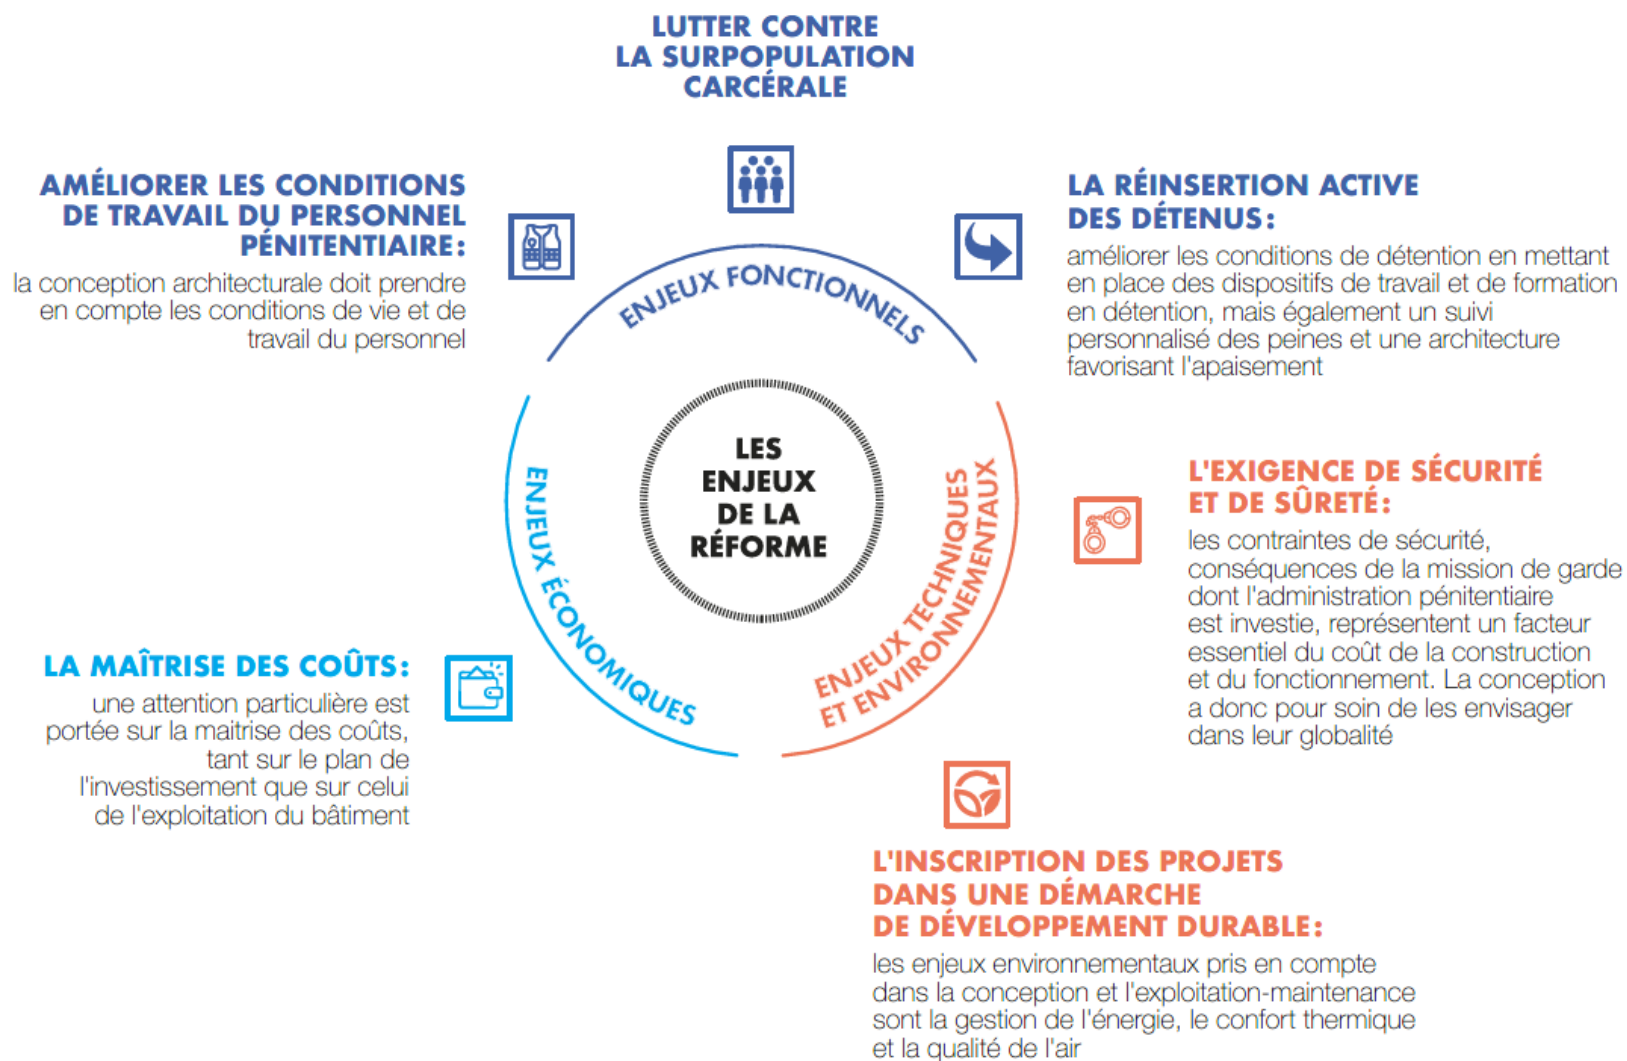 LUTTER CONTRE
LA SURPOPULATION
CARCÉRALE
AMÉLIORER LES CONDITIONS
DE TRAVAIL DU PERSONNEL
PÉNITENTIAIRE:
la conception architecturale doit prendre
en compte les conditions de vie et de
travail du personnel
LA RÉINSERTION ACTIVE
DES DÉTENUS:
améliorer les conditions de détention en mettant
en place des dispositifs de travail et de formation
en détention, mais également un suivi
personnalisé des peines et une architecture
favorisant l'apaisement
ENJEUX FONCTIONNELS
LES
ENJEUX
DE LA
RÉFORME
ENJEUX ÉCONOMIQUES
ENJEUX TECHNIQUES
ET ENVIRONNEMENTAUX
L'EXIGENCE DE SÉCURITÉ
ET DE SÛRETÉ:
les contraintes de sécurité,
conséquences de la mission de garde
dont l'administration pénitentiaire
est investie, représentent un facteur
essentiel du coût de la construction
et du fonctionnement. La conception
a donc pour soin de les envisager
dans leur globalité
LA MAÎTRISE DES COÛTS:
une attention particulière est
portée sur la maitrise des coûts,
tant sur le plan de
l'investissement que sur celui
de l'exploitation du bâtiment
L'INSCRIPTION DES PROJETS
DANS UNE DÉMARCHE
DE DÉVELOPPEMENT DURABLE:
les enjeux environnementaux pris en compte
dans la conception et l'exploitation-maintenance
sont la gestion de l'énergie, le confort thermique
et la qualité de l'air